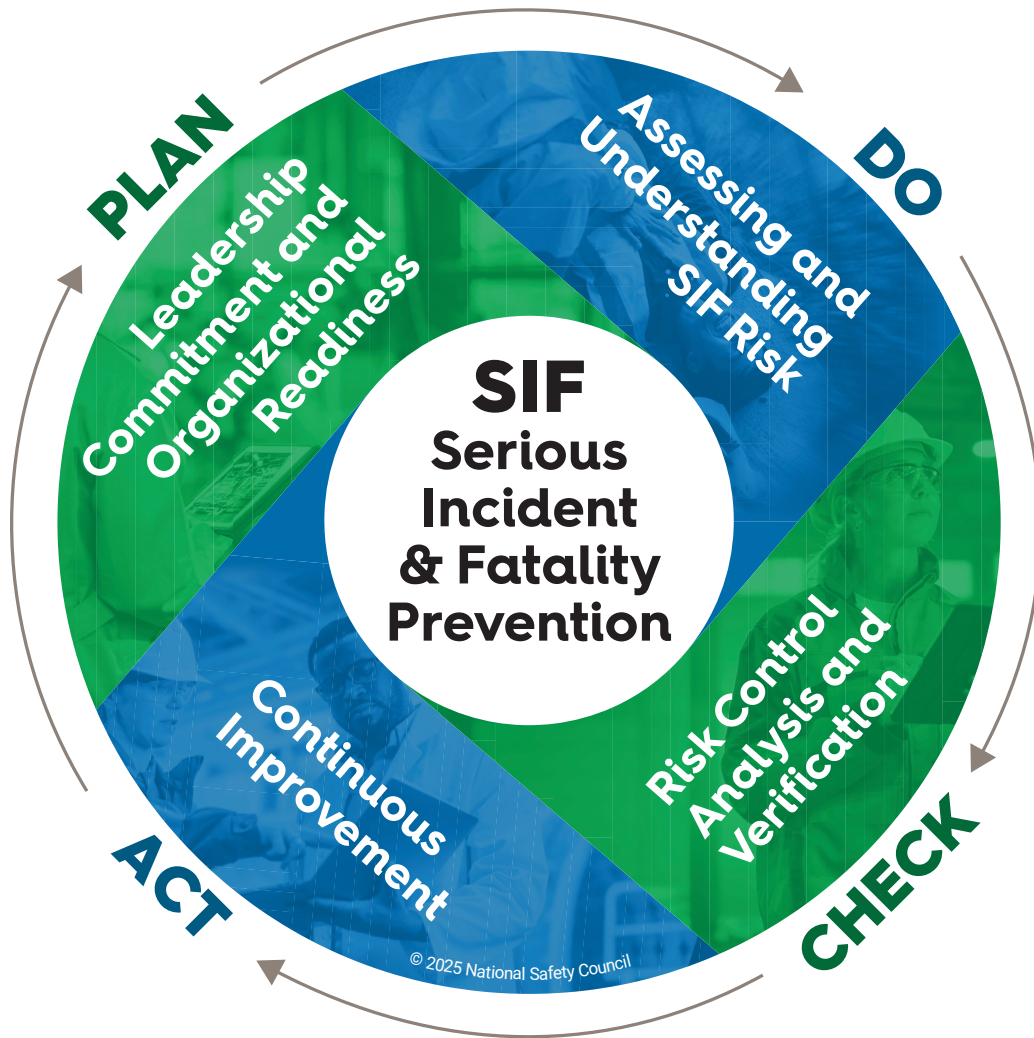 PLAN
Leadership
Commitment and
Organizational
Readiness
DO
Assessing and
Understanding
SIF Risk
SIF
Serious
Incident
& Fatality
Prevention
CHECK
Risk Control
Analysis and
Verification
ACT
Continuous
Improvement
© 2025 National Safety Council